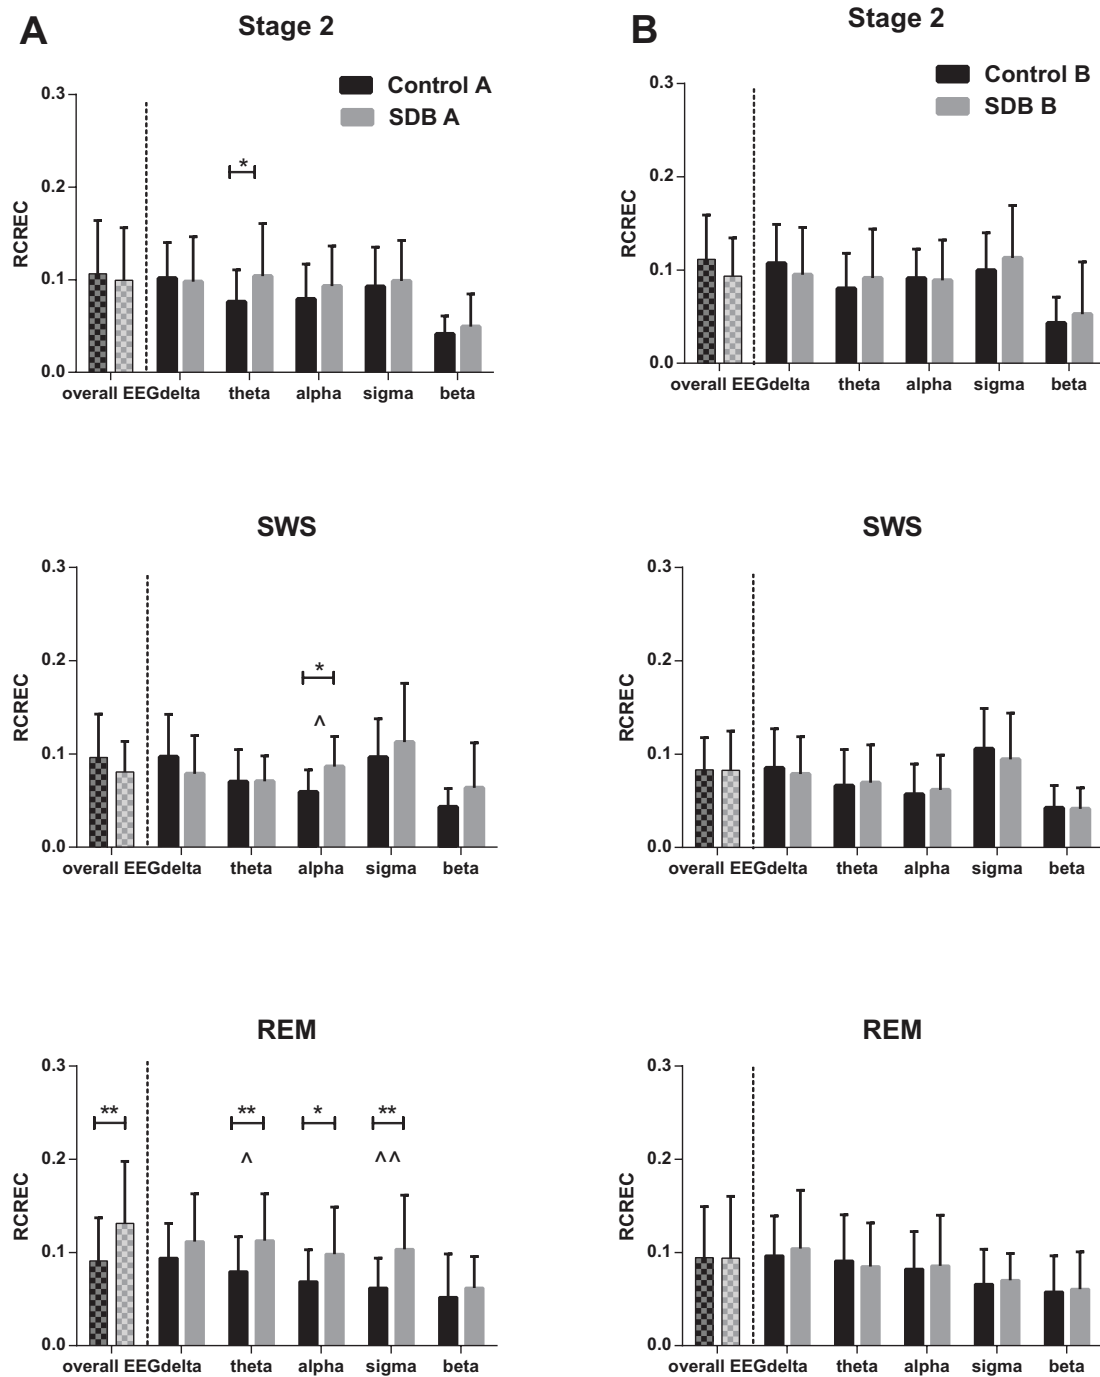 A
Stage 2
Control A
SDB A
0.3
0.2
0.1
0.0
RCREC
*
overall EEG delta theta alpha sigma beta
B
Stage 2
Control B
SDB B
0.3
0.2
0.1
0.0
RCREC
overall EEG delta theta alpha sigma beta
SWS
0.3
0.2
0.1
0.0
RCREC
*
^
overall EEG delta theta alpha sigma beta
SWS
0.3
0.2
0.1
0.0
RCREC
overall EEG delta theta alpha sigma beta
REM
0.3
0.2
0.1
0.0
RCREC
** ** * **
^ ^^
overall EEG delta theta alpha sigma beta
REM
0.3
0.2
0.1
0.0
RCREC
overall EEG delta theta alpha sigma beta